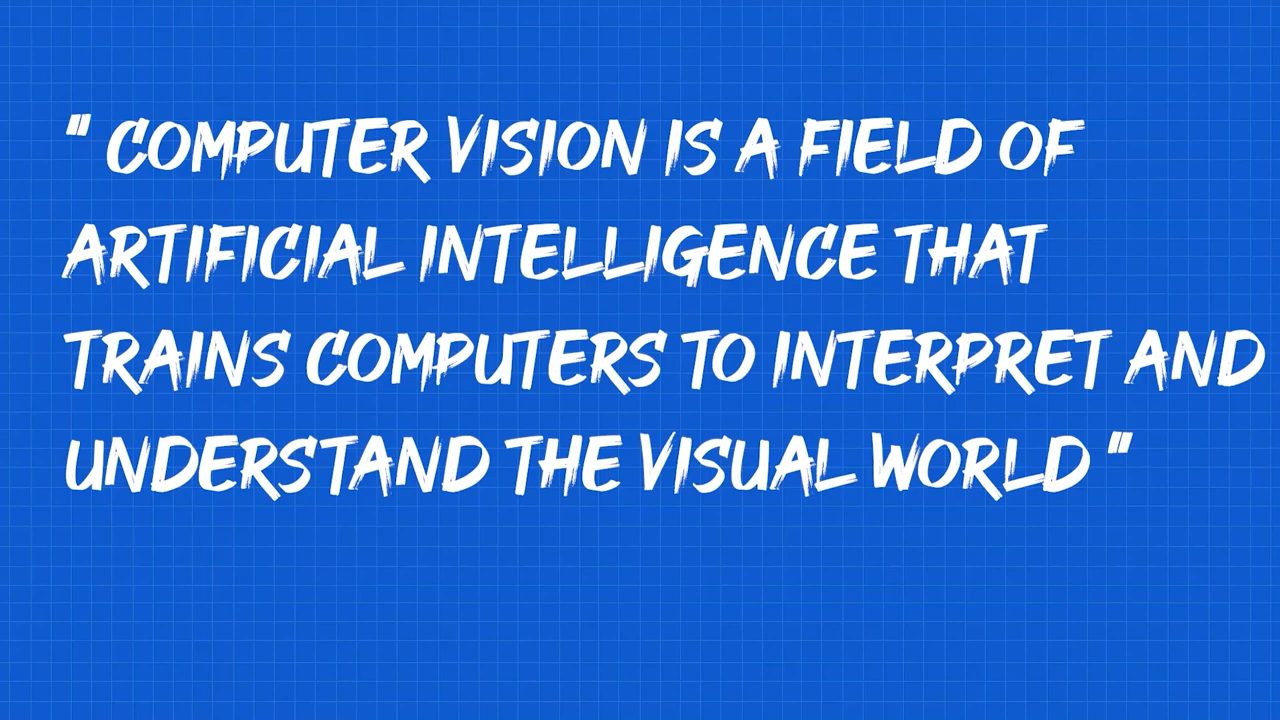 " COMPUTER VISION IS A FIELD OF
ARTIFICIAL INTELLIGENCE THAT
TRAINS COMPUTERS TO INTERPRET AND
UNDERSTAND THE VISUAL WORLD "